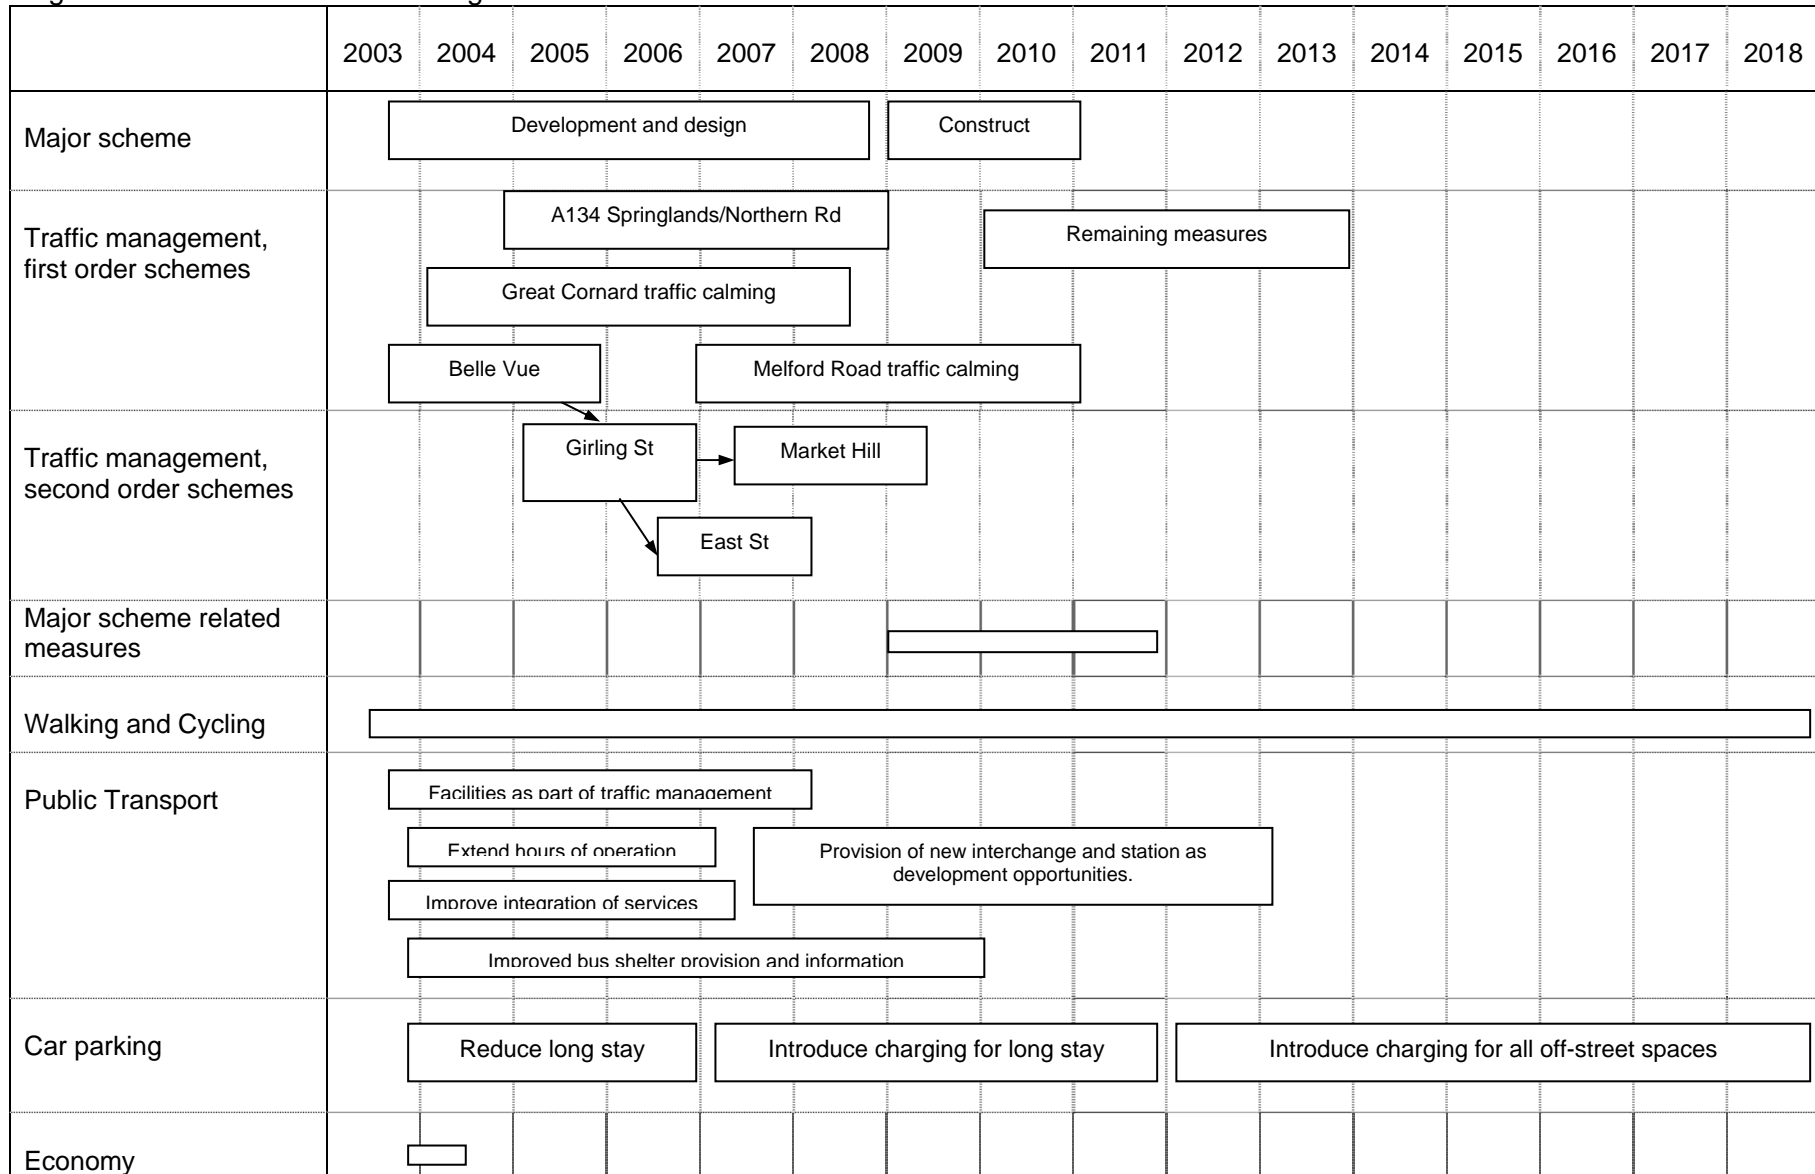 2003 2004 2005 2006 2007 2008 2009 2010 2011 2012 2013 2014 2015 2016 2017 2018
Major scheme
Development and design
Construct
Traffic management,
first order schemes
A134 Springlands/Northern Rd
Remaining measures
Great Cornard traffic calming
Belle Vue
Melford Road traffic calming
Traffic management,
second order schemes
Girling St
Market Hill
East St
Major scheme related
measures
Walking and Cycling
Public Transport
Facilities as part of traffic management
Extend hours of operation
Provision of new interchange and station as
development opportunities.
Improve integration of services
Improved bus shelter provision and information
Car parking
Reduce long stay
Introduce charging for long stay
Introduce charging for all off-street spaces
Economy